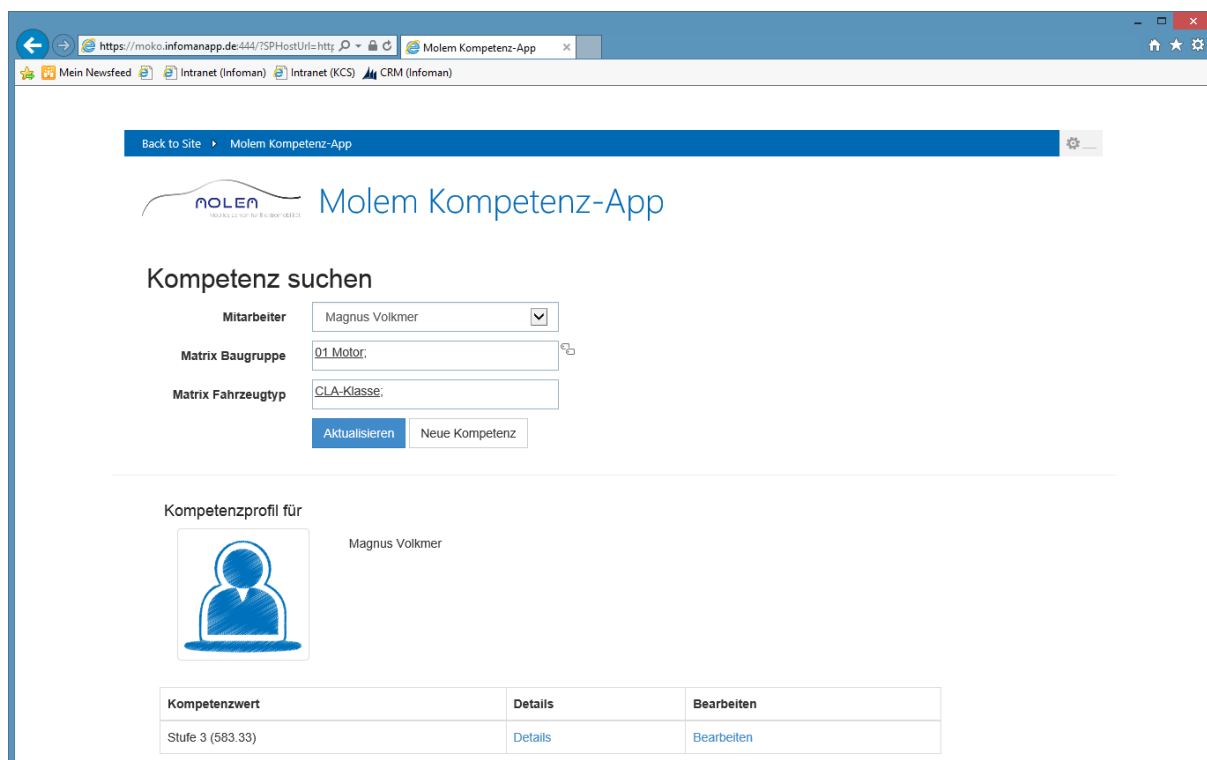 https://moko.infomanapp.de:444/?SPHostUrl=htt
Molem Kompetenz-App
Mein Newsfeed Intranet (Infoman) Intranet (KCS) CRM (Infoman)
Back to Site Molem Kompetenz-App
MOLEM
Molem Kompetenz-App
Kompetenz suchen
Mitarbeiter Magnus Volkmer
Matrix Baugruppe 01 Motor;
Matrix Fahrzeugtyp CLA-Klasse;
Aktualisieren Neue Kompetenz
Kompetenzprofil für
Magnus Volkmer
Kompetenzwert Details Bearbeiten
Stufe 3 (583.33) Details Bearbeiten